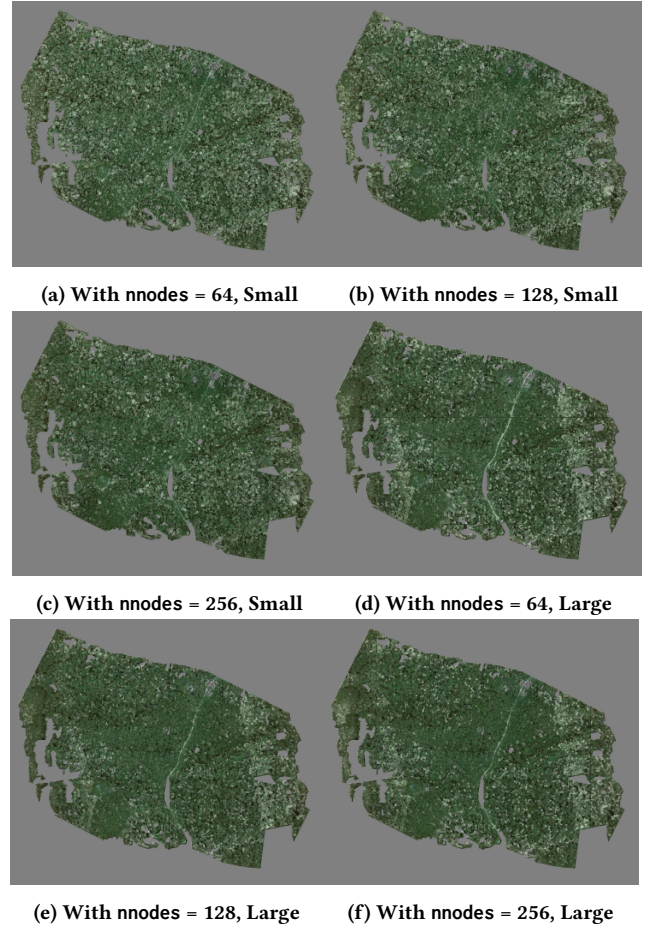 (a) With nnodes = 64, Small
(b) With nnodes = 128, Small
(c) With nnodes = 256, Small
(d) With nnodes = 64, Large
(e) With nnodes = 128, Large
(f) With nnodes = 256, Large